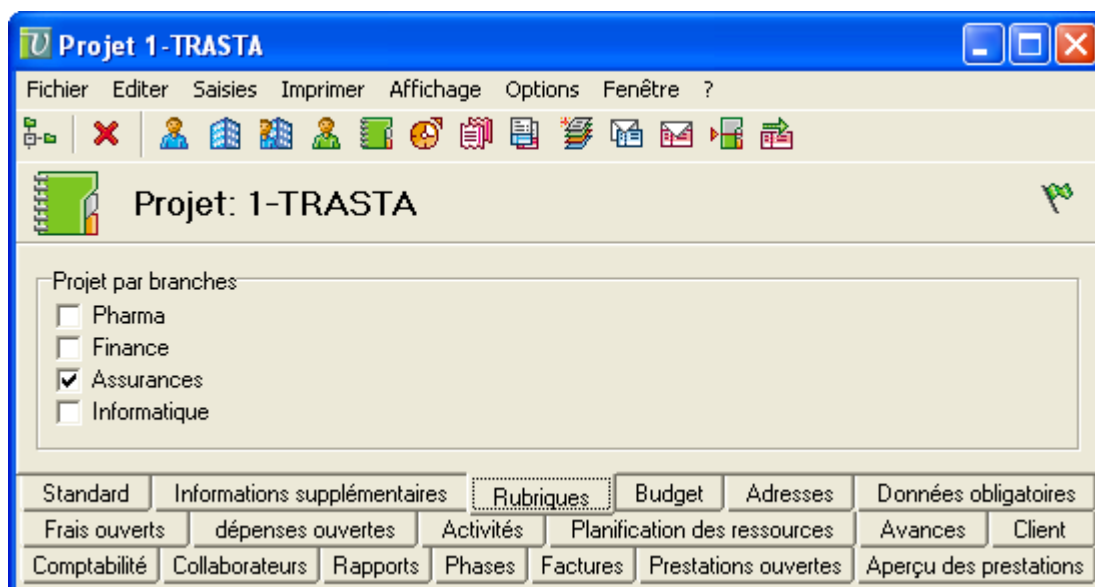 Projet 1-TRASTA
Fichier Editer Saisies Imprimer Affichage Options Fenêtre ?
Projet: 1-TRASTA
Projet par branches
Pharma
Finance
Assurances
Informatique
Standard Informations supplémentaires Rubriques Budget Adresses Données obligatoires
Frais ouverts dépenses ouvertes Activités Planification des ressources Avances Client
Comptabilité Collaborateurs Rapports Phases Factures Prestations ouvertes Aperçu des prestations